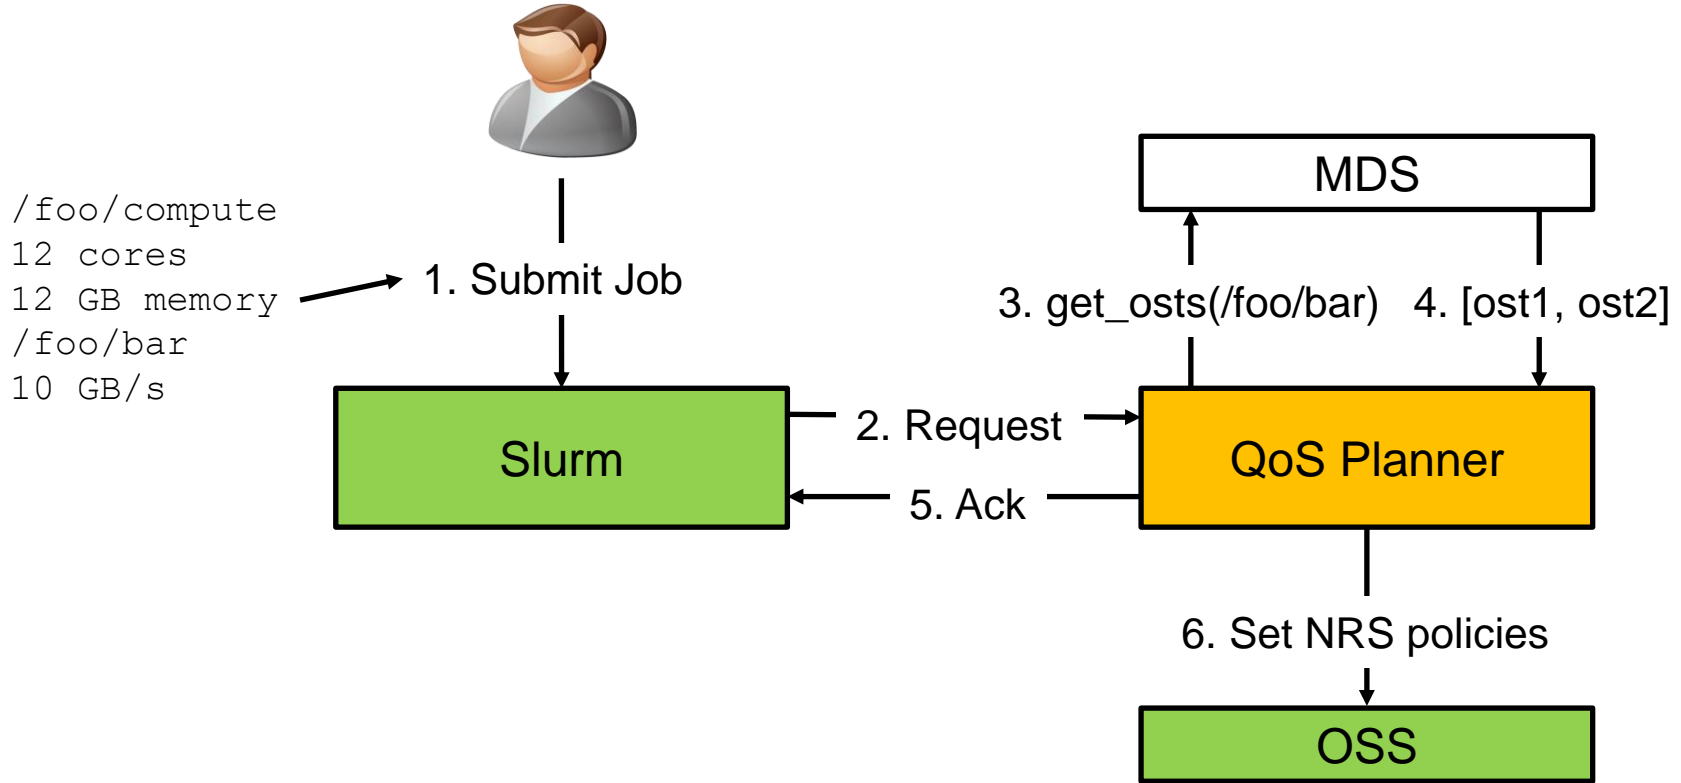 /foo/compute
12 cores
12 GB memory
/foo/bar
10 GB/s
1. Submit Job
Slurm
2. Request
5. Ack
MDS
3. get_osts(/foo/bar)
4. [ost1, ost2]
QoS Planner
6. Set NRS policies
OSS